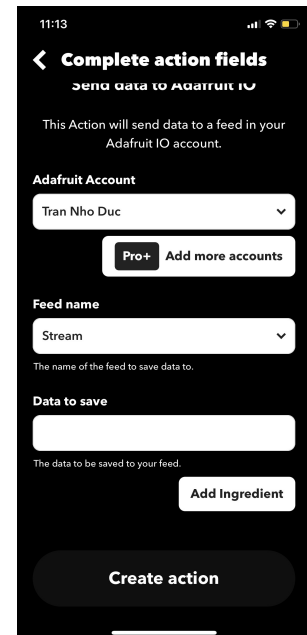 11:13
Complete action fields
Send data to Adafruit IO
This Action will send data to a feed in your
Adafruit IO account.
Adafruit Account
Tran Nho Duc
Pro+ Add more accounts
Feed name
Stream
The name of the feed to save data to.
Data to save
The data to be saved to your feed.
Add Ingredient
Create action